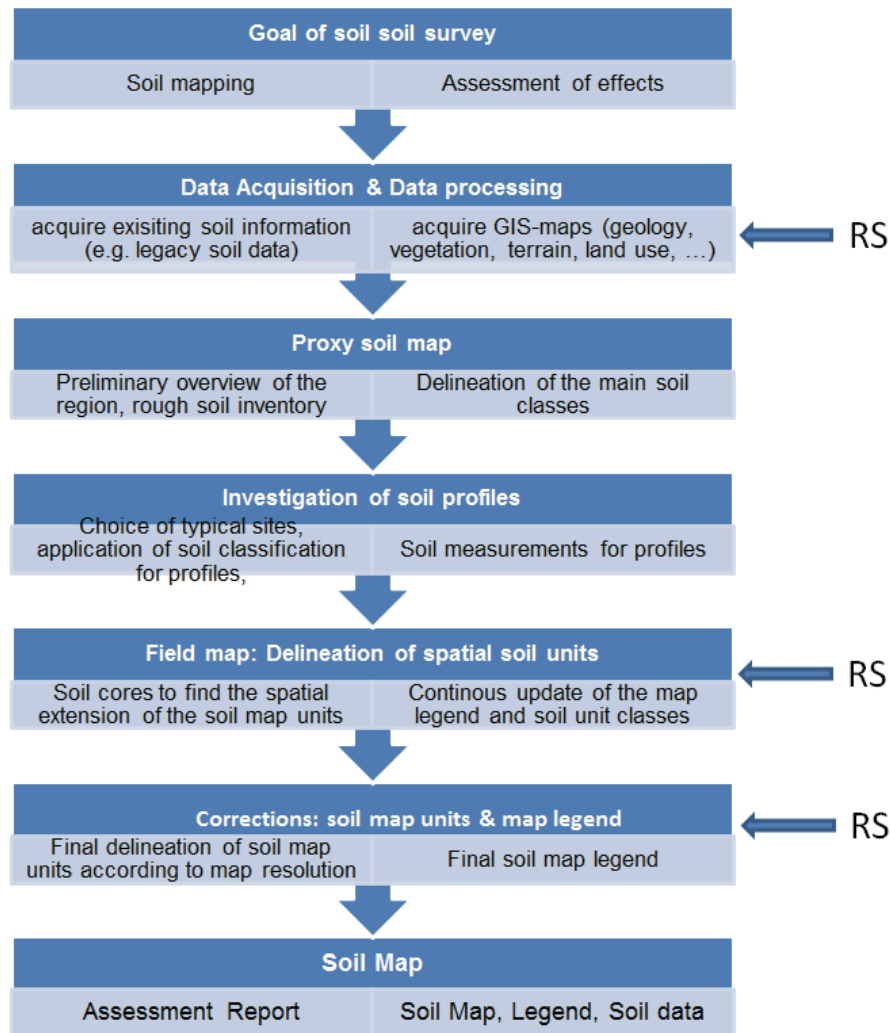 Goal of soil soil survey
Soil mapping
Assessment of effects
Data Acquisition & Data processing
acquire exisiting soil information
(e.g. legacy soil data)
acquire GIS-maps (geology,
vegetation, terrain, land use, ...)
RS
Proxy soil map
Preliminary overview of the
region, rough soil inventory
Delineation of the main soil
classes
Investigation of soil profiles
Choice of typical sites,
application of soil classification
for profiles,
Soil measurements for profiles
Field map: Delineation of spatial soil units
RS
Soil cores to find the spatial
extension of the soil map units
Continous update of the map
legend and soil unit classes
Corrections: soil map units & map legend
RS
Final delineation of soil map
units according to map resolution
Final soil map legend
Soil Map
Assessment Report
Soil Map, Legend, Soil data